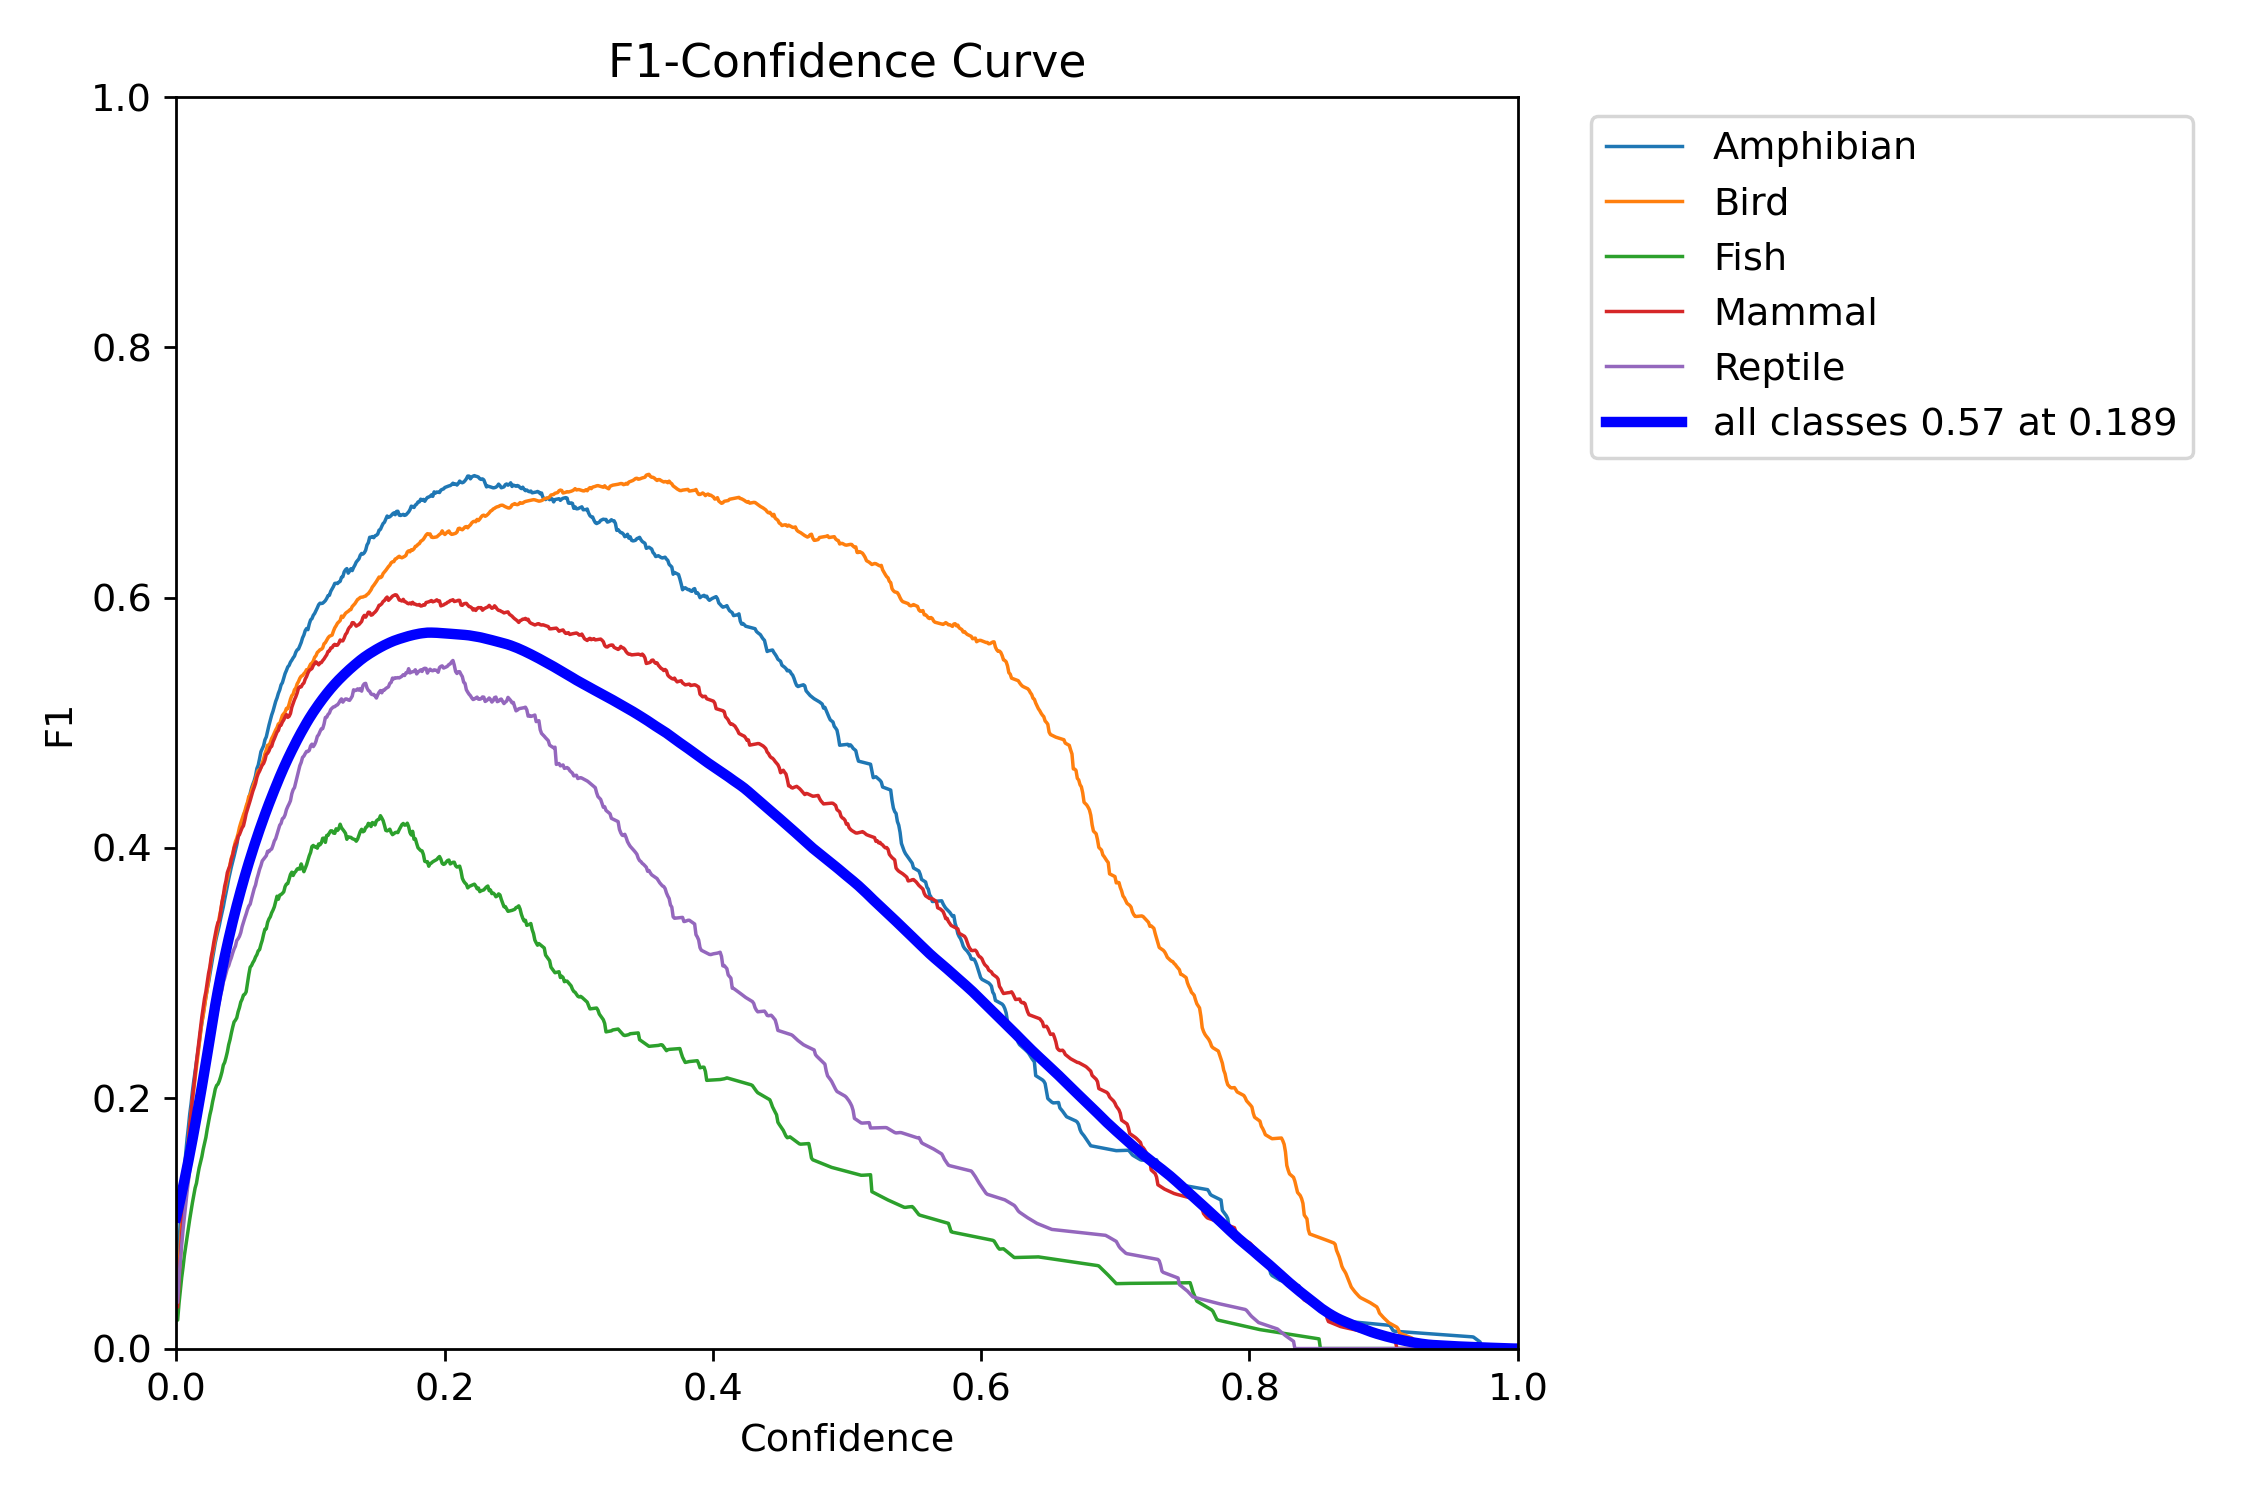 F1-Confidence Curve
1.0
0.8
0.6
0.4
0.2
0.0
F1
0.0 0.2 0.4 0.6 0.8 1.0
Confidence
Amphibian
Bird
Fish
Mammal
Reptile
all classes 0.57 at 0.189